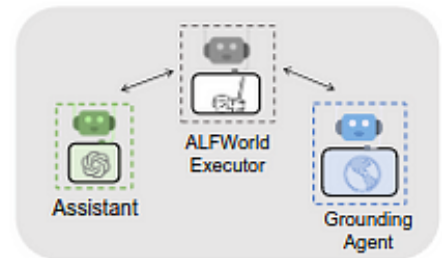 ALFWorld
Executor
Assistant
Grounding
Agent